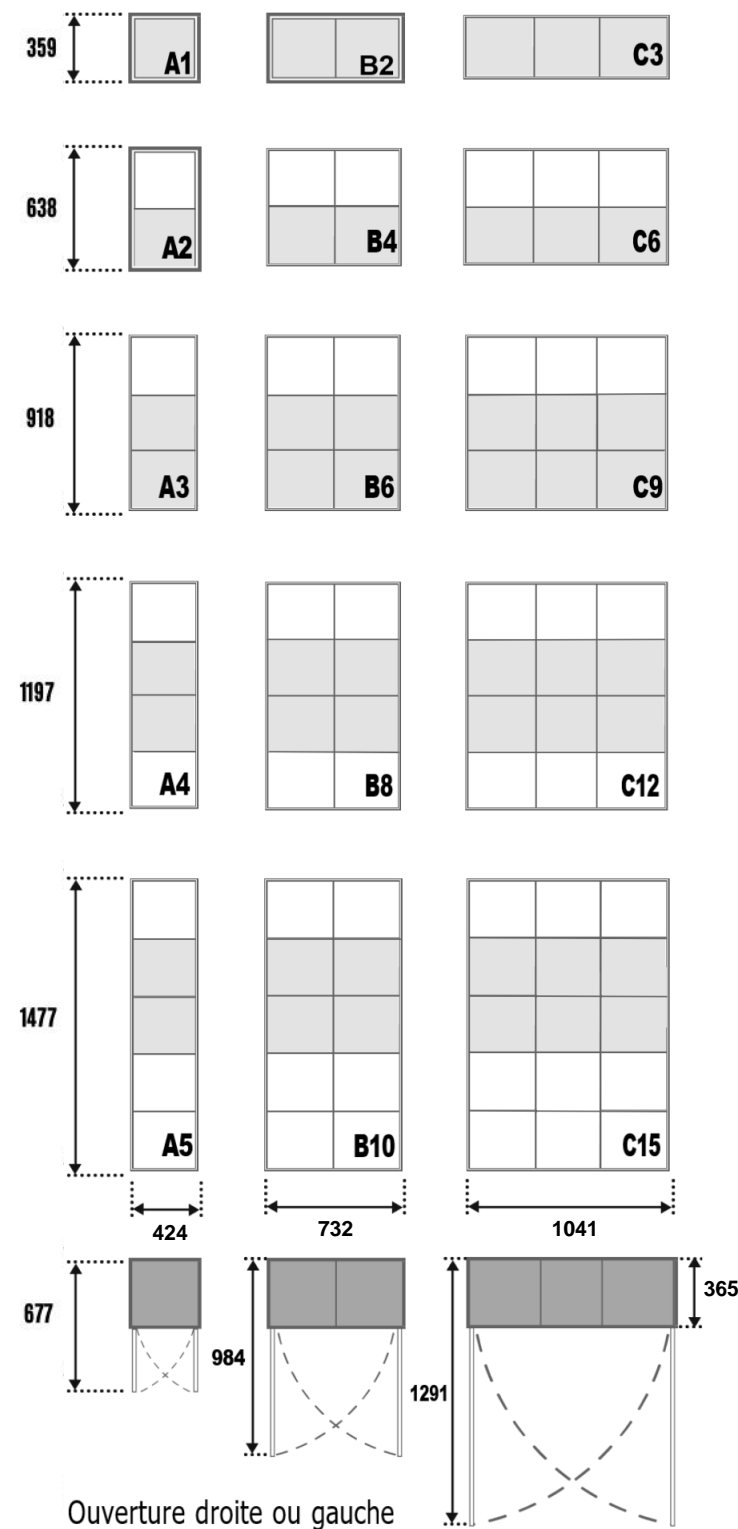 359 A1 B2 C3
638 A2 B4 C6
918 A3 B6 C9
1197 A4 B8 C12
1477 A5 B10 C15
424 732 1041
677 984 1291 365
Ouverture droite ou gauche